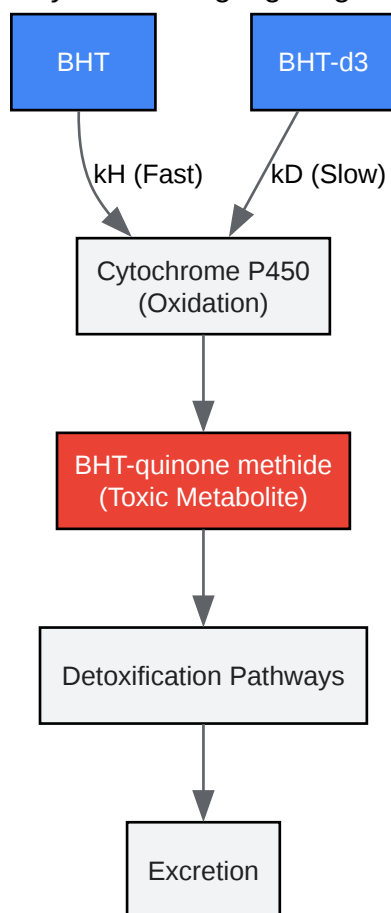 BHT
BHT-d3
kH (Fast)
kD (Slow)
Cytochrome P450
(Oxidation)
BHT-quinone methide
(Toxic Metabolite)
Detoxification Pathways
Excretion